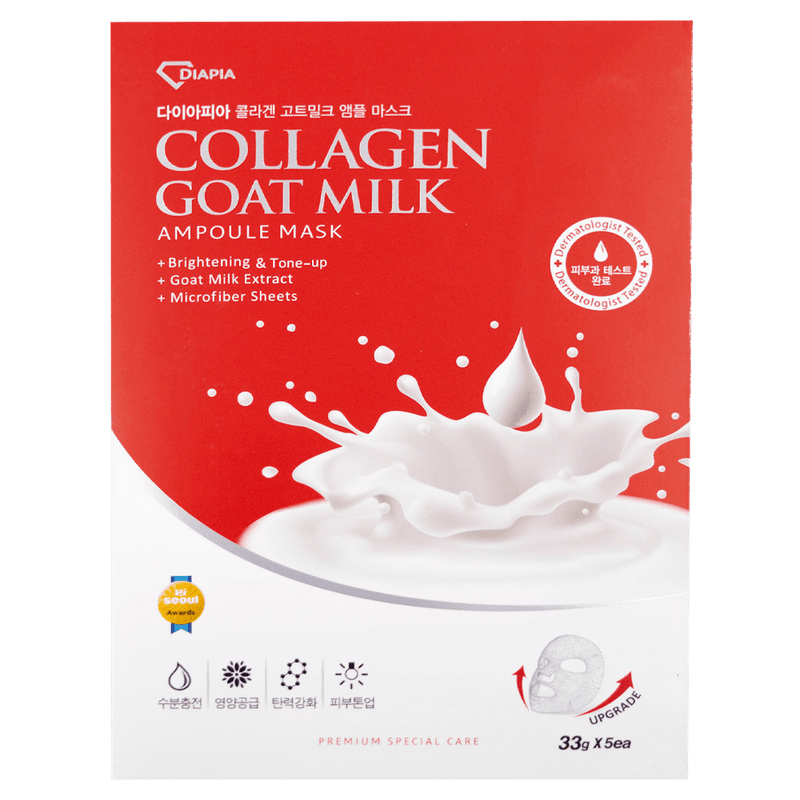 DIAPIA
다이아피아 콜라겐 고트밀크 앰플 마스크
COLLAGEN
GOAT MILK
AMPOULE MASK
+ Brightening & Tone-up
+ Goat Milk Extract
+ Microfiber Sheets
Dermatologist Tested
피부과 테스트
완료
Dermatologist Tested
Hi
seoul
Awards
수분충전
영양공급
탄력강화
피부톤업
UPGRADE
PREMIUM SPECIAL CARE
33g X 5ea